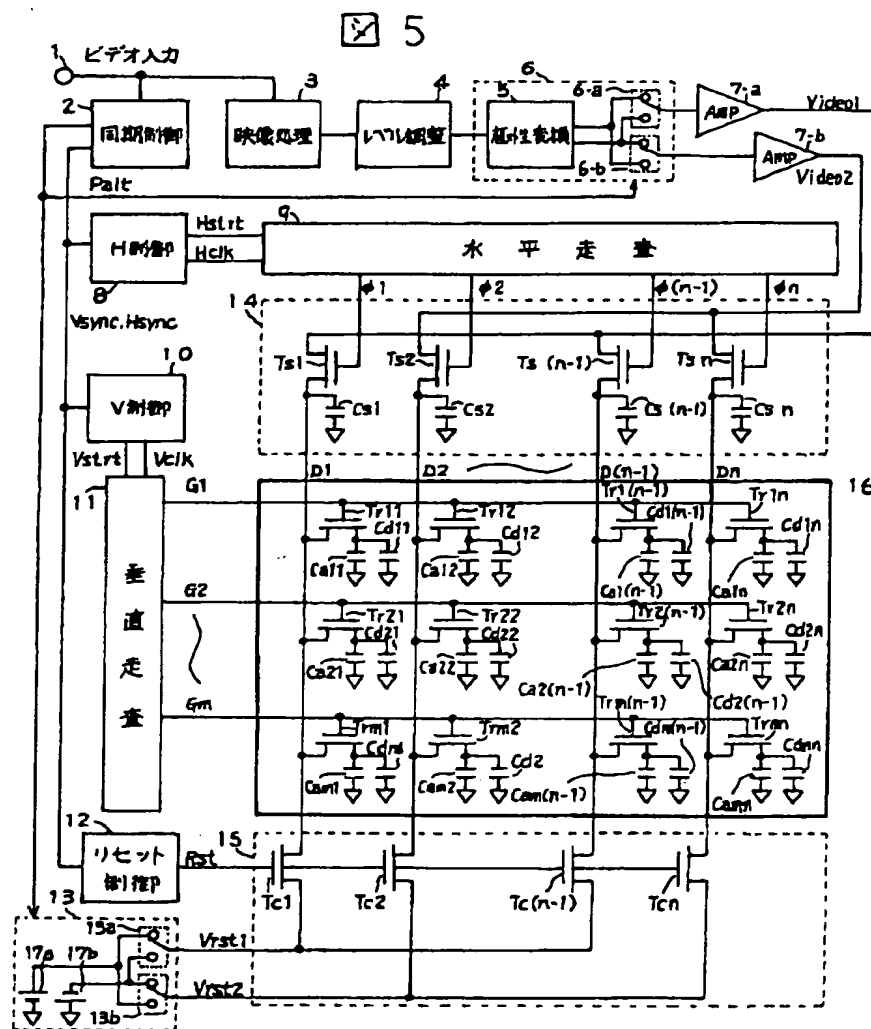 図 5
1 ビデオ入力
2 同期制御
3 映像処理
4 レベル調整
6
5 極性変換
6-a
6-b
7-a
Amp
Video1
7-b
Amp
Video2
Palt
H制御
8
Hstrt
Hclk
9
水平走査
Vsync.Hsync
φ1 φ2 φ(n-1) φn
14
Ts1 Ts2 Ts(n-1) Tsn
Cs1 Cs2 Cs(n-1) Csn
10
V制御
Vstrt Vclk
D1 D2 D(n-1) Dn
11
垂直走査
16
G1
Tr11 Tr12 Tr1(n-1) Tr1n
Cd11 Cd12 Cd1(n-1) Cd1n
Ca11 Ca12 Ca1(n-1) Ca1n
G2
Tr21 Tr22 Tr2(n-1) Tr2n
Cd21 Cd22 Cd2n
Ca21 Ca22 Ca2n
Ca2(n-1) Cd2(n-1)
Gm
Trm1 Trm2 Trm(n-1) Trmn
Cdm(n-1) Cdmn
Cd2
Cam1 Cam2 Cam(n-1) Camn
12
リセット制御
Rst
15
Tc1 Tc2 Tc(n-1) Tcn
13
17a 17b
Vrst1
Vrst2
13b